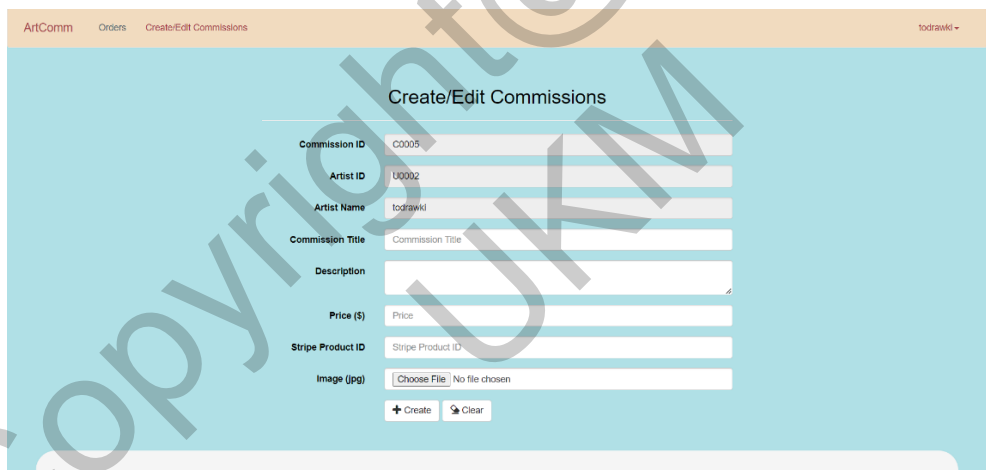 ArtComm Orders Create/Edit Commissions todrawki
Create/Edit Commissions
Commission ID C0005
Artist ID U0002
Artist Name todrawki
Commission Title Commission Title
Description
Price ($) Price
Stripe Product ID Stripe Product ID
Image (jpg) Choose File No file chosen
Create Clear
Copyright@
UKM